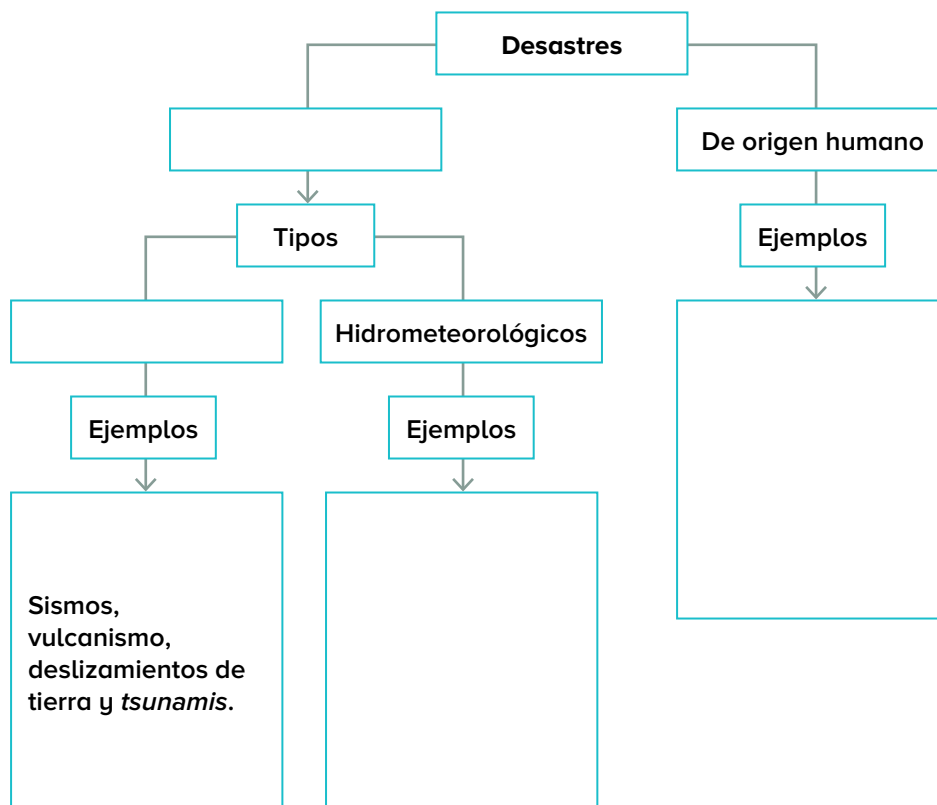 Desastres
De origen humano
Tipos
Ejemplos
Hidrometeorológicos
Ejemplos
Ejemplos
Sismos,
vulcanismo,
deslizamientos de
tierra y tsunamis.